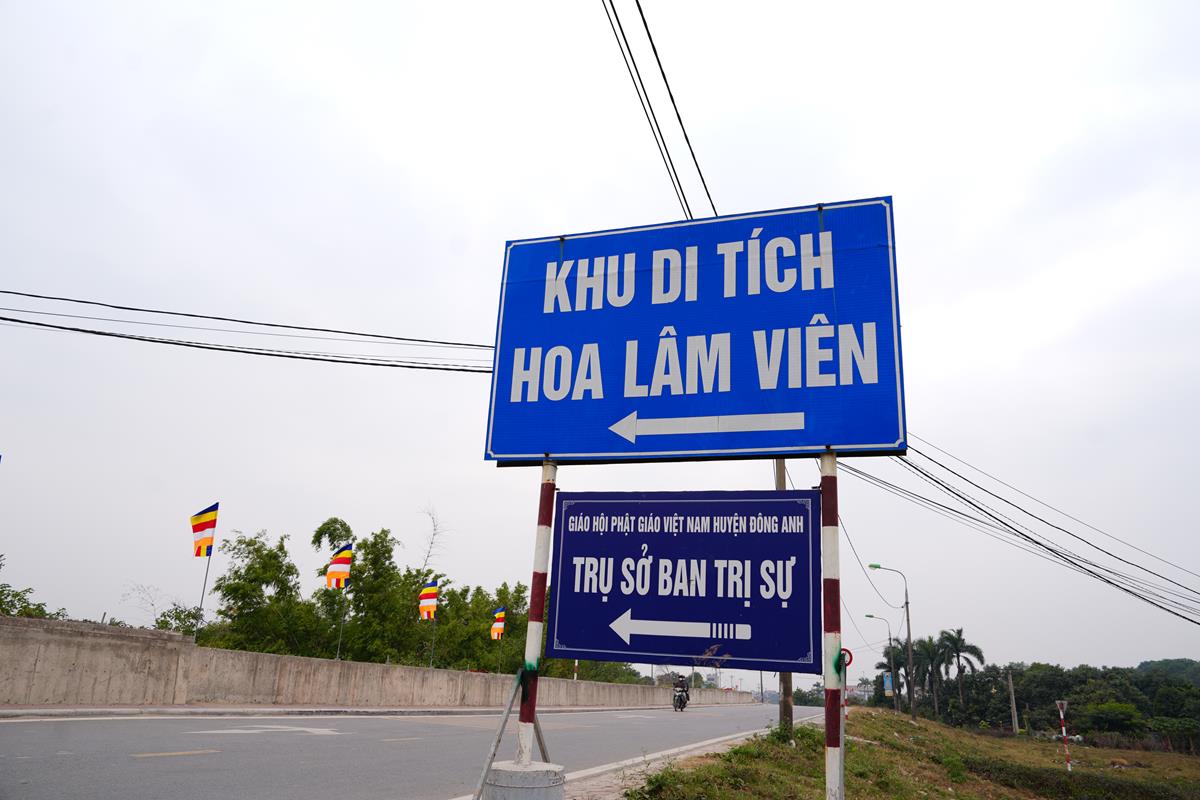 KHU DI TÍCH
HOA LÂM VIÊN
GIÁO HỘI PHẬT GIÁO VIỆT NAM HUYỆN ĐÔNG ANH
TRỤ SỞ BAN TRỊ SỰ